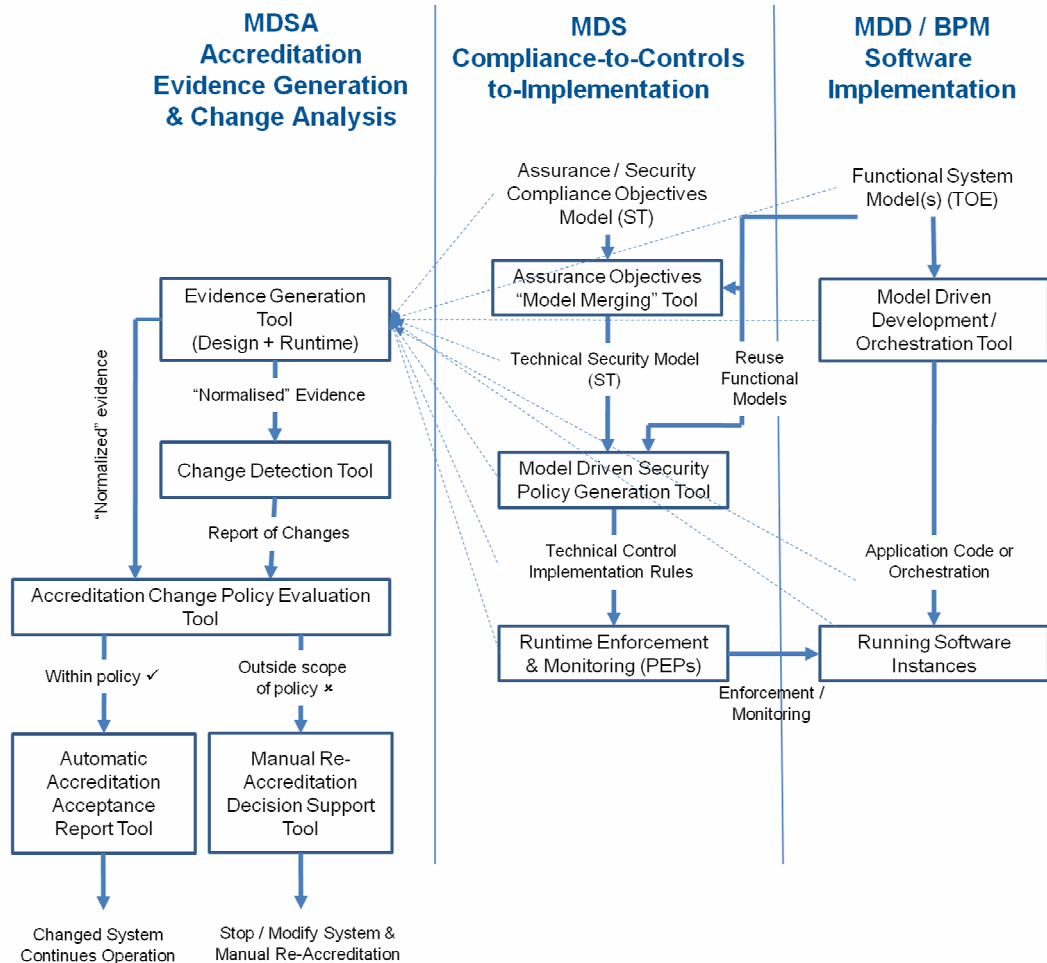 MDSA
Accreditation
Evidence Generation
& Change Analysis
MDS
Compliance-to-Controls
to-Implementation
MDD / BPM
Software
Implementation
Evidence Generation
Tool
(Design + Runtime)
"Normalized" evidence
"Normalised" Evidence
Change Detection Tool
Report of Changes
Accreditation Change Policy Evaluation
Tool
Within policy ✓
Outside scope
of policy ✗
Automatic
Accreditation
Acceptance
Report Tool
Manual Re-
Accreditation
Decision Support
Tool
Changed System
Continues Operation
Stop / Modify System &
Manual Re-Accreditation
Assurance / Security
Compliance Objectives
Model (ST)
Assurance Objectives
“Model Merging” Tool
Technical Security Model
(ST)
Reuse
Functional
Models
Model Driven Security
Policy Generation Tool
Technical Control
Implementation Rules
Runtime Enforcement
& Monitoring (PEPs)
Enforcement /
Monitoring
Functional System
Model(s) (TOE)
Model Driven
Development /
Orchestration Tool
Application Code or
Orchestration
Running Software
Instances